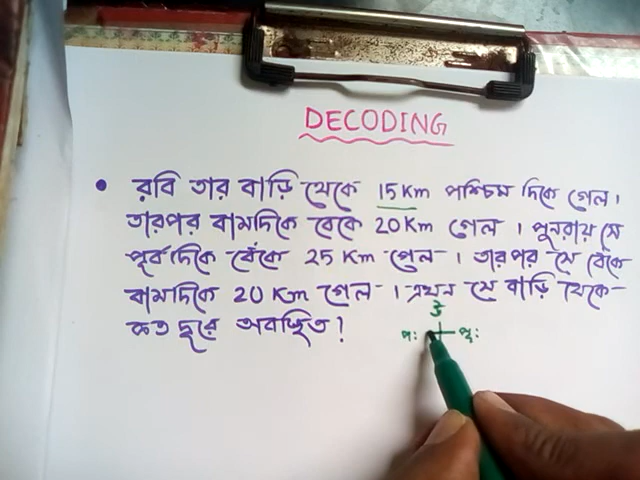 DECODING
• রবি তার বাড়ি থেকে 15 Km পশ্চিম দিকে গেল।
তারপর বামদিকে বেকে 20 Km গেল। পুনরায় সে
পূর্বদিকে বেঁকে 25 Km গেল। তারপর সে বেঁকে
বামদিকে 20 Km গেল। এখন সে বাড়ি থেকে
কত দূরে অবস্থিত?
উ
প: পূ: